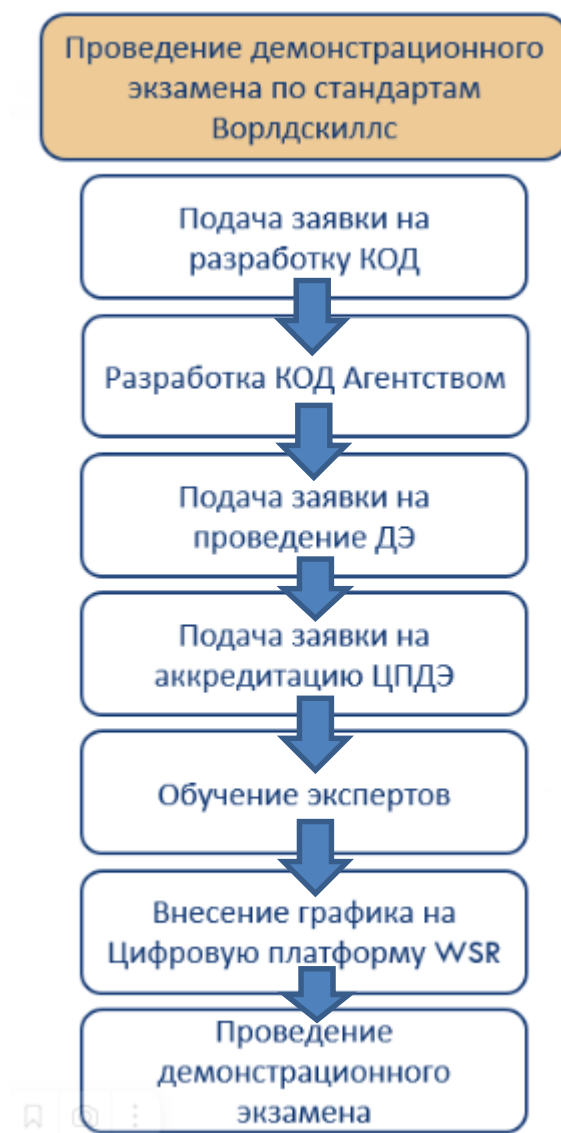 Проведение демонстрационного
экзамена по стандартам
Ворлдскиллс
Подача заявки на
разработку КОД
Разработка КОД Агентством
Подача заявки на
проведение ДЭ
Подача заявки на
аккредитацию ЦПДЭ
Обучение экспертов
Внесение графика на
Цифровую платформу WSR
Проведение
демонстрационного
экзамена